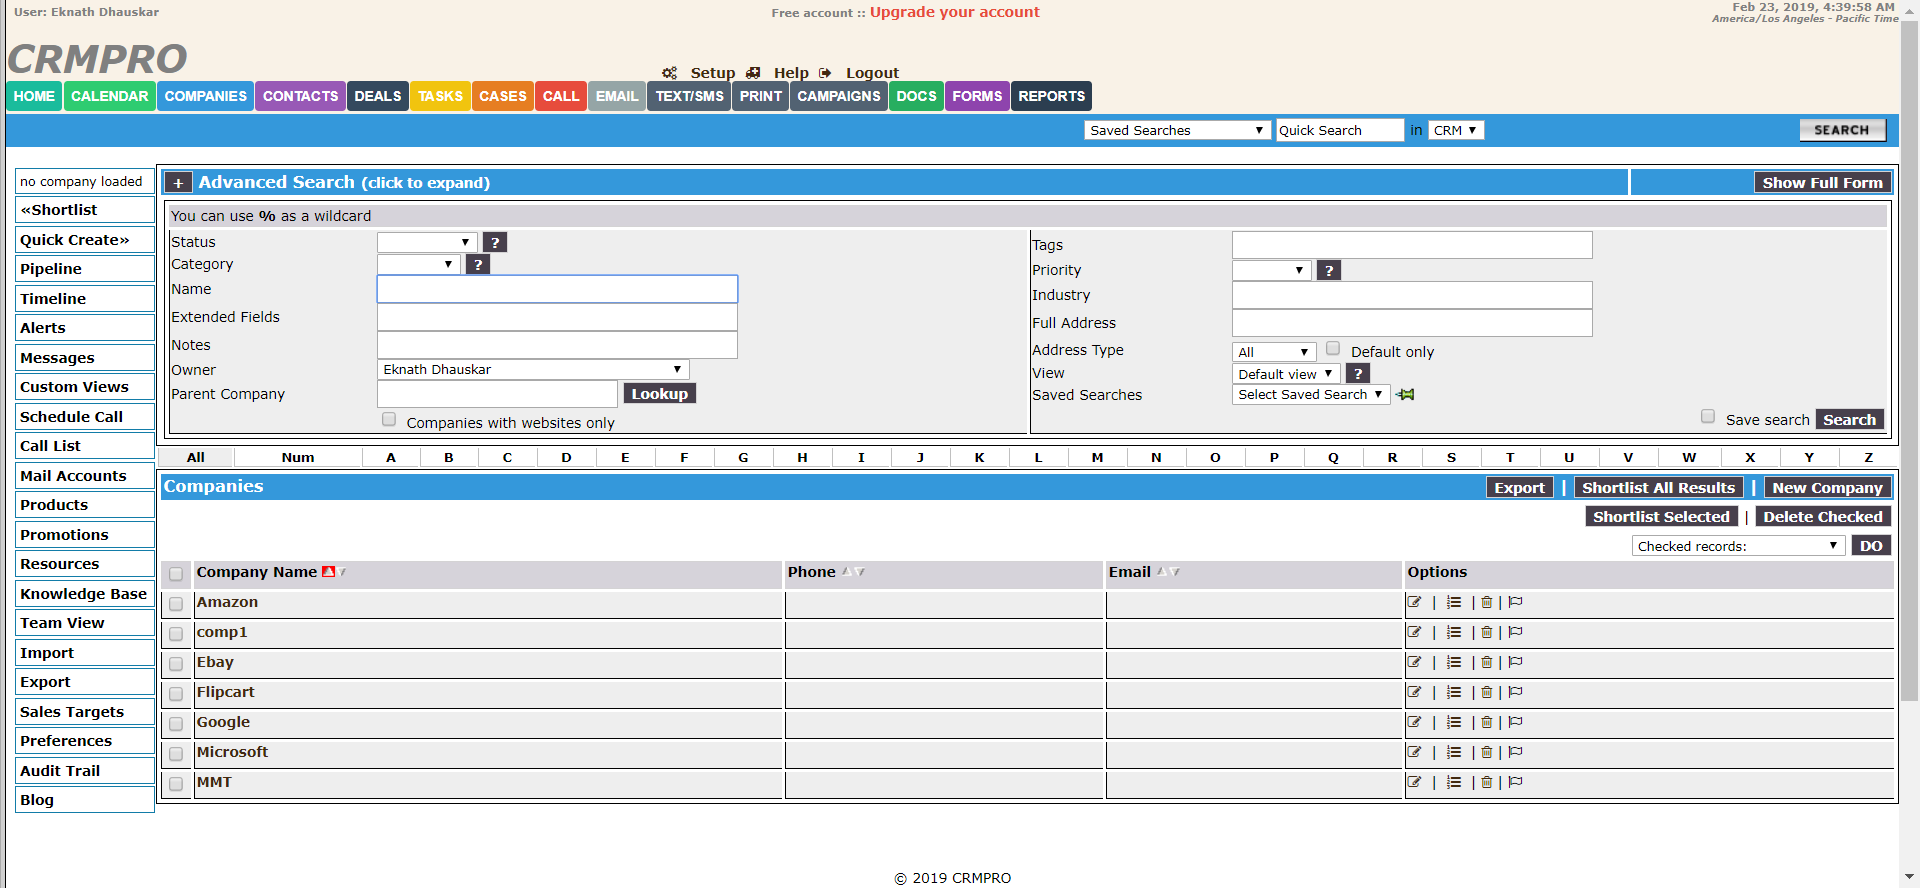 User: Eknath Dhauskar
Free account :: Upgrade your account
Feb 23, 2019, 4:39:58 AM
America/Los Angeles - Pacific Time
CRMPRO
Setup Help Logout
HOME CALENDAR COMPANIES CONTACTS DEALS TASKS CASES CALL EMAIL TEXT/SMS PRINT CAMPAIGNS DOCS FORMS REPORTS
Saved Searches Quick Search in CRM SEARCH
no company loaded
«Shortlist
Quick Create»
Pipeline
Timeline
Alerts
Messages
Custom Views
Schedule Call
Call List
Mail Accounts
Products
Promotions
Resources
Knowledge Base
Team View
Import
Export
Sales Targets
Preferences
Audit Trail
Blog
+ Advanced Search (click to expand) Show Full Form
You can use % as a wildcard
Status ?
Category ?
Name
Extended Fields
Notes
Owner Eknath Dhauskar
Parent Company Lookup
Companies with websites only
Tags
Priority ?
Industry
Full Address
Address Type All Default only
View Default view ?
Saved Searches Select Saved Search
Save search Search
All Num A B C D E F G H I J K L M N O P Q R S T U V W X Y Z
Companies Export | Shortlist All Results | New Company
Shortlist Selected | Delete Checked
Checked records: DO
Company Name Phone Email Options
Amazon | | |
comp1 | | |
Ebay | | |
Flipcart | | |
Google | | |
Microsoft | | |
MMT | | |
© 2019 CRMPRO